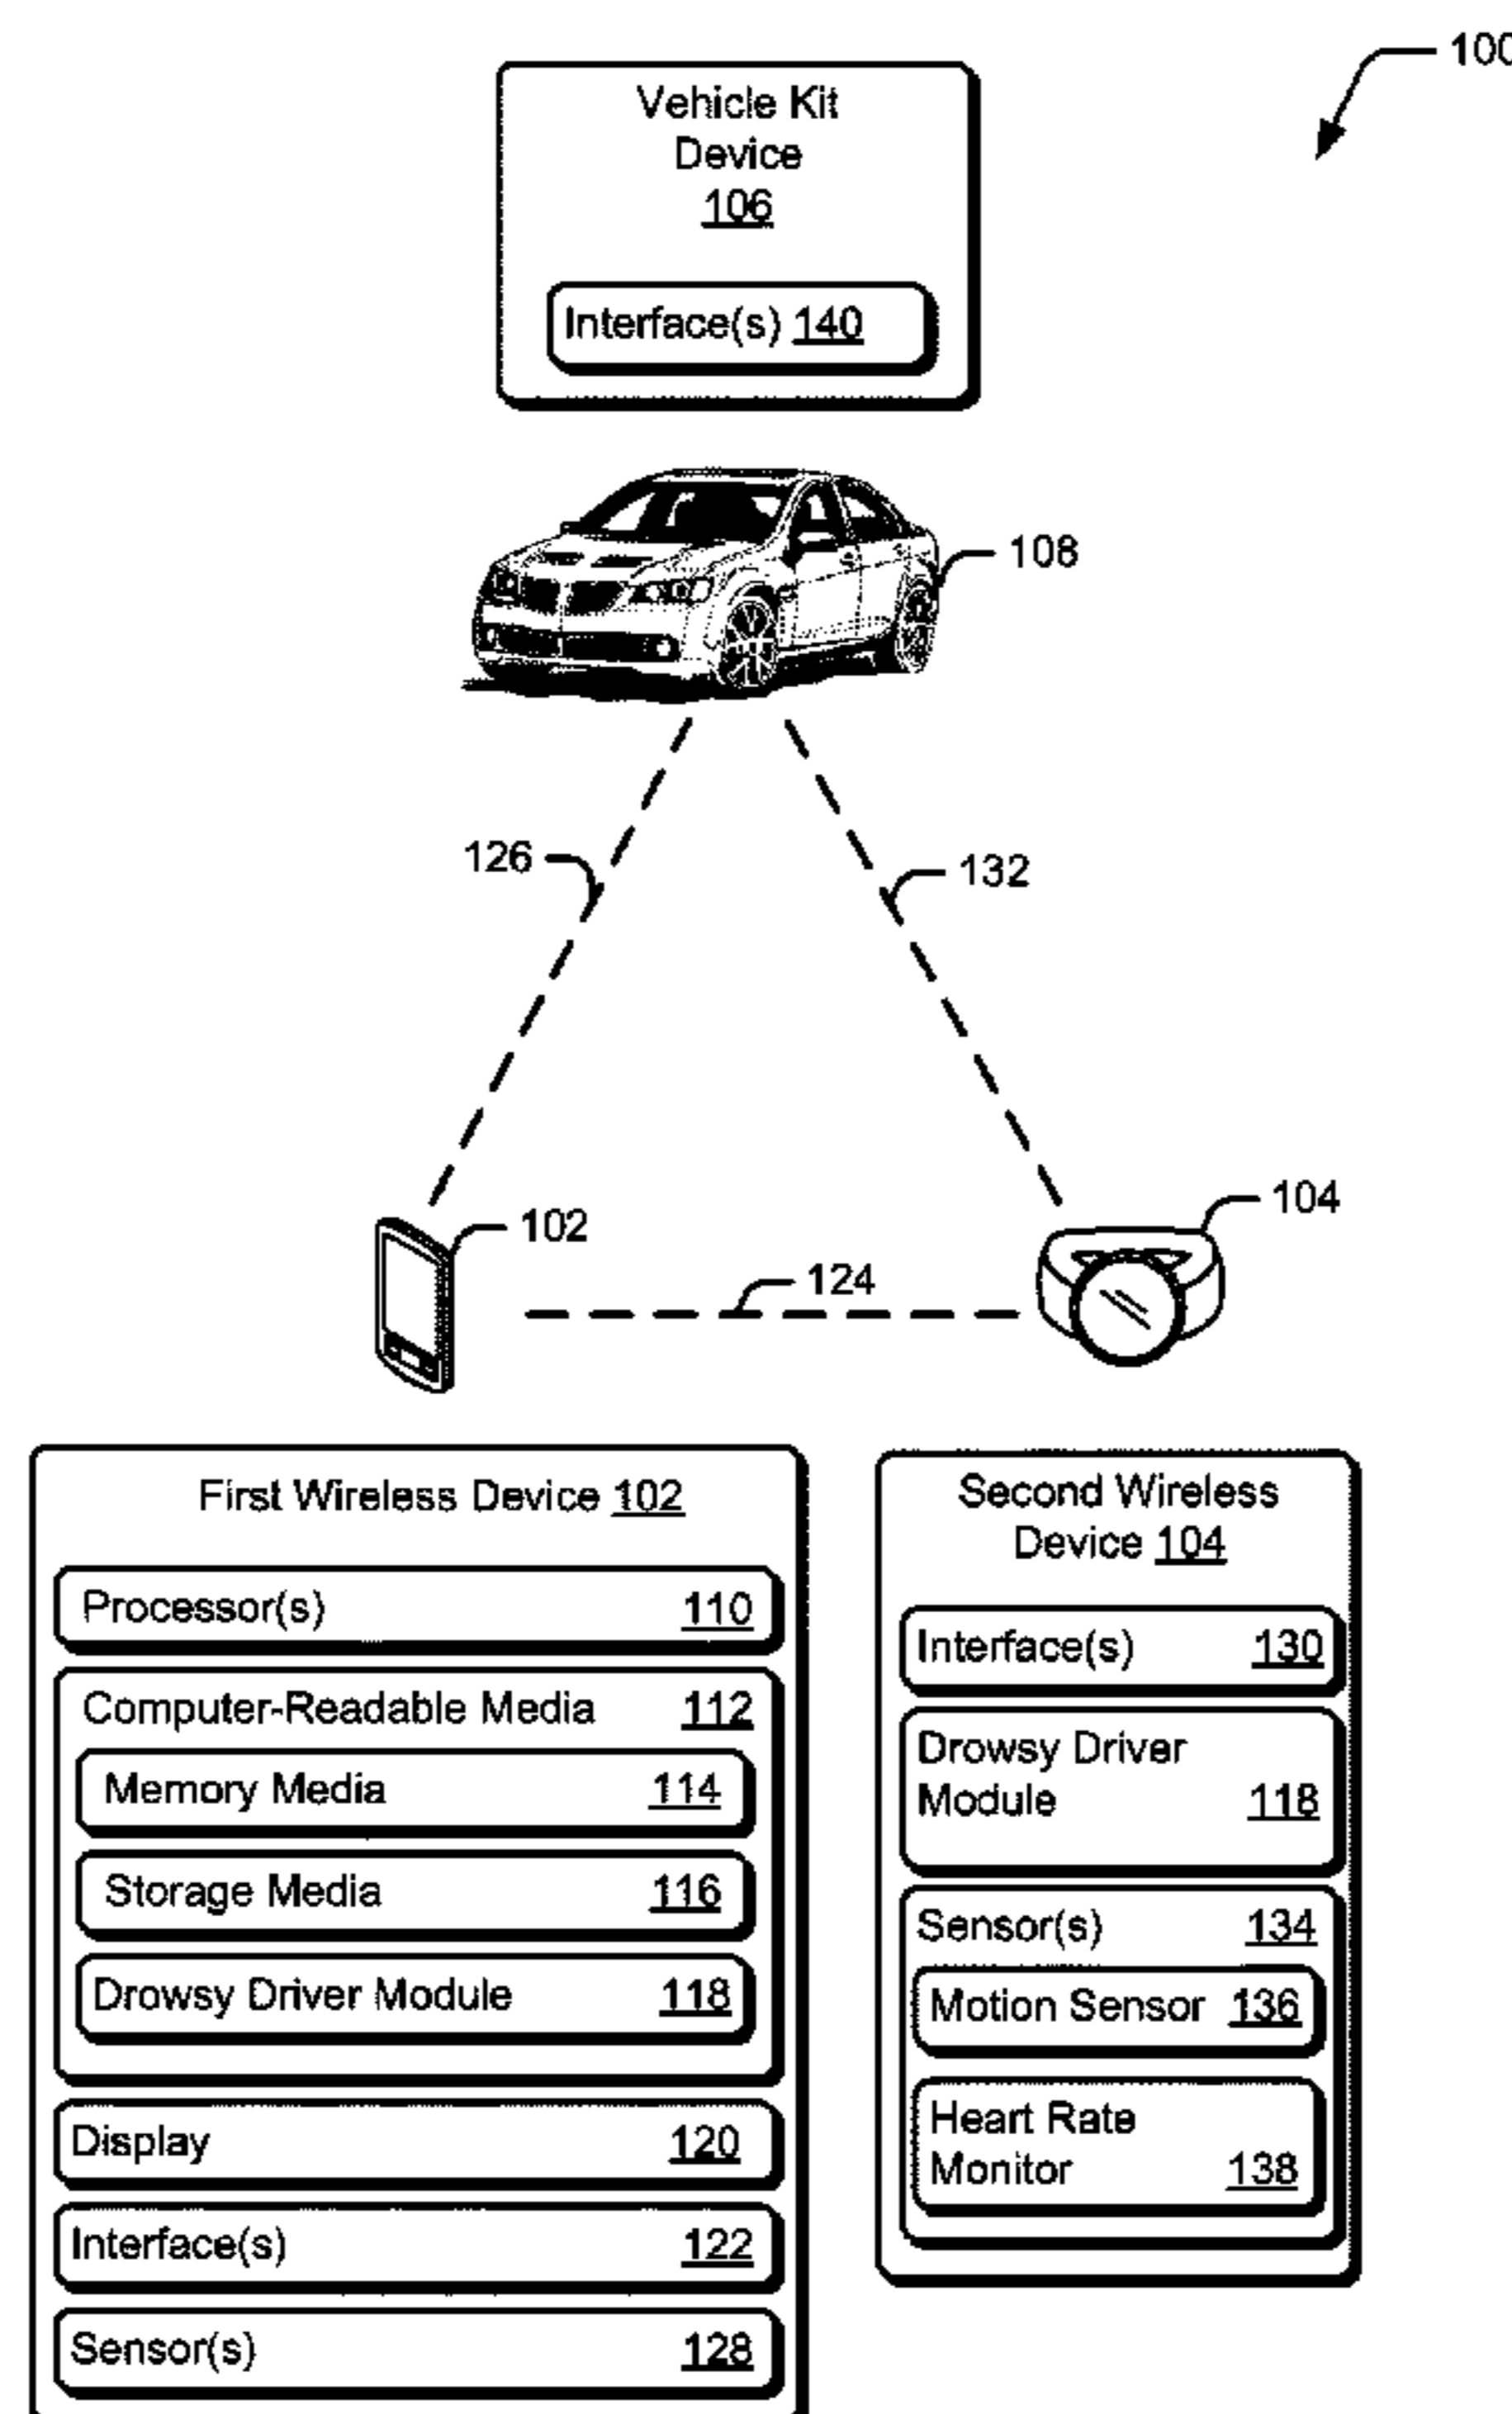 100
Vehicle Kit
Device
106
Interface(s) 140
108
126
132
102
104
124
First Wireless Device 102
Processor(s) 110
Computer-Readable Media 112
Memory Media 114
Storage Media 116
Drowsy Driver Module 118
Display 120
Interface(s) 122
Sensor(s) 128
Second Wireless
Device 104
Interface(s) 130
Drowsy Driver
Module 118
Sensor(s) 134
Motion Sensor 136
Heart Rate
Monitor 138